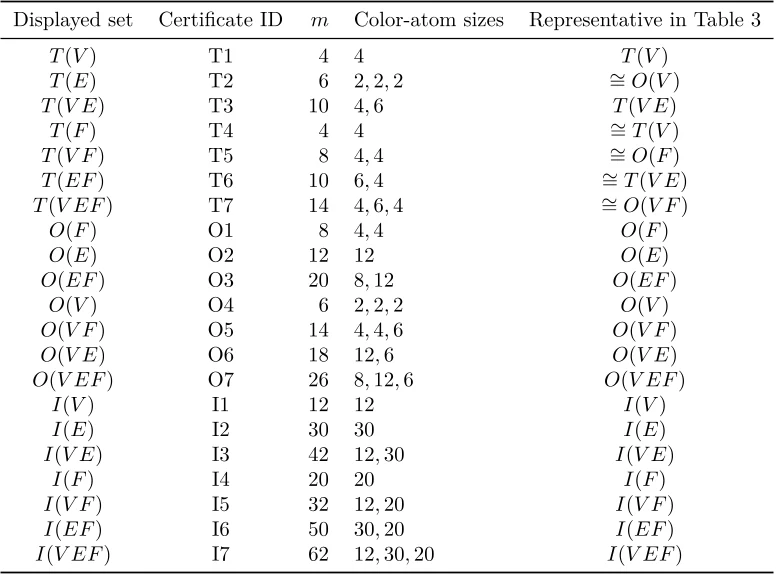 Displayed set Certificate ID m Color-atom sizes Representative in Table 3
T(V) T1 4 4 T(V)
T(E) T2 6 2, 2, 2 ≅ O(V)
T(VE) T3 10 4, 6 T(VE)
T(F) T4 4 4 ≅ T(V)
T(VF) T5 8 4, 4 ≅ O(F)
T(EF) T6 10 6, 4 ≅ T(VE)
T(VEF) T7 14 4, 6, 4 ≅ O(VF)
O(F) O1 8 4, 4 O(F)
O(E) O2 12 12 O(E)
O(EF) O3 20 8, 12 O(EF)
O(V) O4 6 2, 2, 2 O(V)
O(VF) O5 14 4, 4, 6 O(VF)
O(VE) O6 18 12, 6 O(VE)
O(VEF) O7 26 8, 12, 6 O(VEF)
I(V) I1 12 12 I(V)
I(E) I2 30 30 I(E)
I(VE) I3 42 12, 30 I(VE)
I(F) I4 20 20 I(F)
I(VF) I5 32 12, 20 I(VF)
I(EF) I6 50 30, 20 I(EF)
I(VEF) I7 62 12, 30, 20 I(VEF)